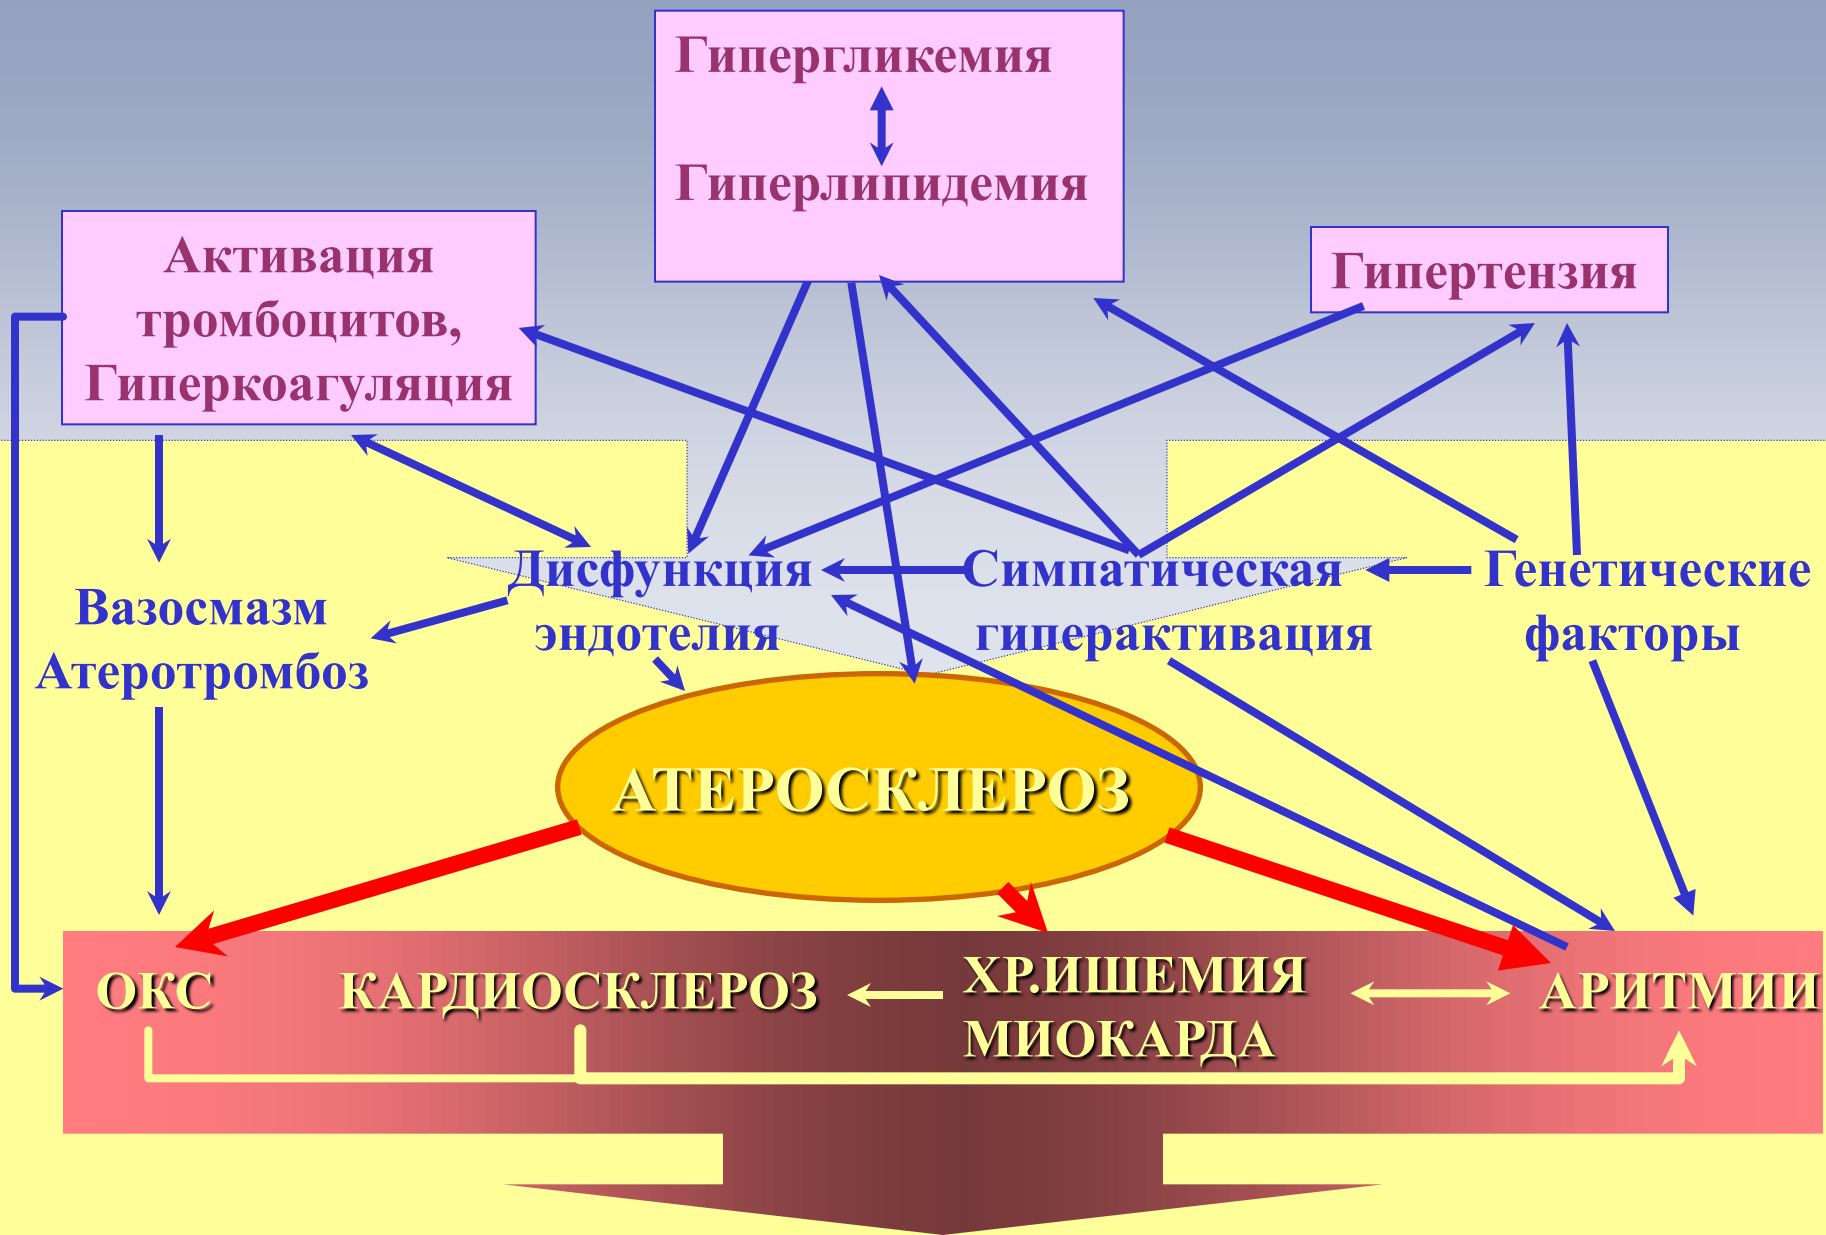 Гипергликемия
Гиперлипидемия
Активация
тромбоцитов,
Гиперкоагуляция
Гипертензия
Дисфункция
эндотелия
Симпатическая
гиперактивация
Генетические
факторы
Вазосмазм
Атеротромбоз
АТЕРОСКЛЕРОЗ
ОКС
КАРДИОСКЛЕРОЗ
ХР.ИШЕМИЯ
МИОКАРДА
АРИТМИИ